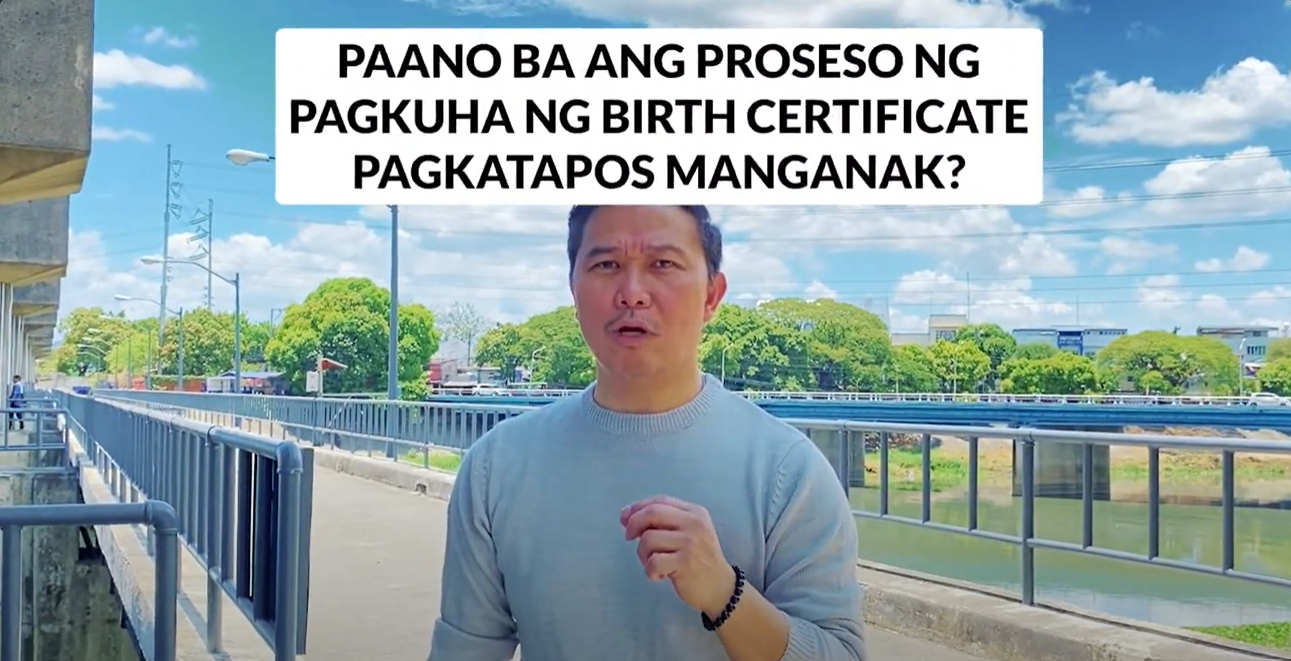 PAANO BA ANG PROSESO NG
PAGKUHA NG BIRTH CERTIFICATE
PAGKATAPOS MANGANAK?